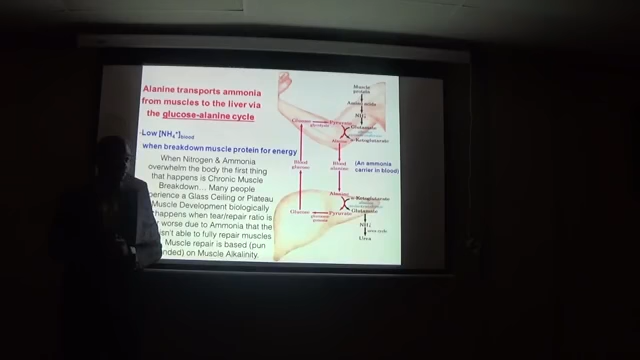 Alanine transports ammonia
from muscles to the liver via
the glucose-alanine cycle
Low [NH4+]blood
when breakdown muscle protein for energy
When Nitrogen & Ammonia
overwhelm the body the first thing
that happens is Chronic Muscle
Breakdown... Many people
perience a Glass Ceiling or Plateau
Muscle Development biologically
happens when tear/repair ratio is
worse due to Ammonia that the
isn't able to fully repair muscles
Muscle repair is based (pun
nded) on Muscle Alkalinity.
Muscle
protein
Amino acids
NH4+
Glucose
glycolysis
Pyruvate
Glutamate
Alanine
α-Ketoglutarate
Blood
glucose
Blood
alanine
(An ammonia
carrier in blood)
Alanine
α-Ketoglutarate
Glucose
Pyruvate
Glutamate
NH4+
urea cycle
Urea